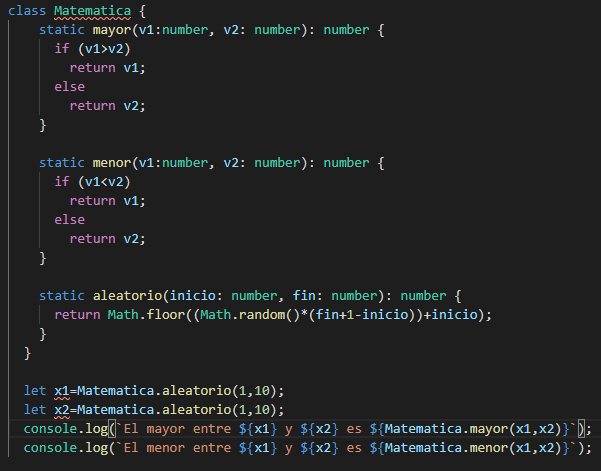 class Matematica {
    static mayor(v1:number, v2: number): number {
      if (v1>v2)
        return v1;
      else
        return v2;
    }

    static menor(v1:number, v2: number): number {
      if (v1<v2)
        return v1;
      else
        return v2;
    }

    static aleatorio(inicio: number, fin: number): number {
      return Math.floor((Math.random()*(fin+1-inicio))+inicio);
    }
  }

  let x1=Matematica.aleatorio(1,10);
  let x2=Matematica.aleatorio(1,10);
  console.log(`El mayor entre ${x1} y ${x2} es ${Matematica.mayor(x1,x2)}`);
  console.log(`El menor entre ${x1} y ${x2} es ${Matematica.menor(x1,x2)}`);